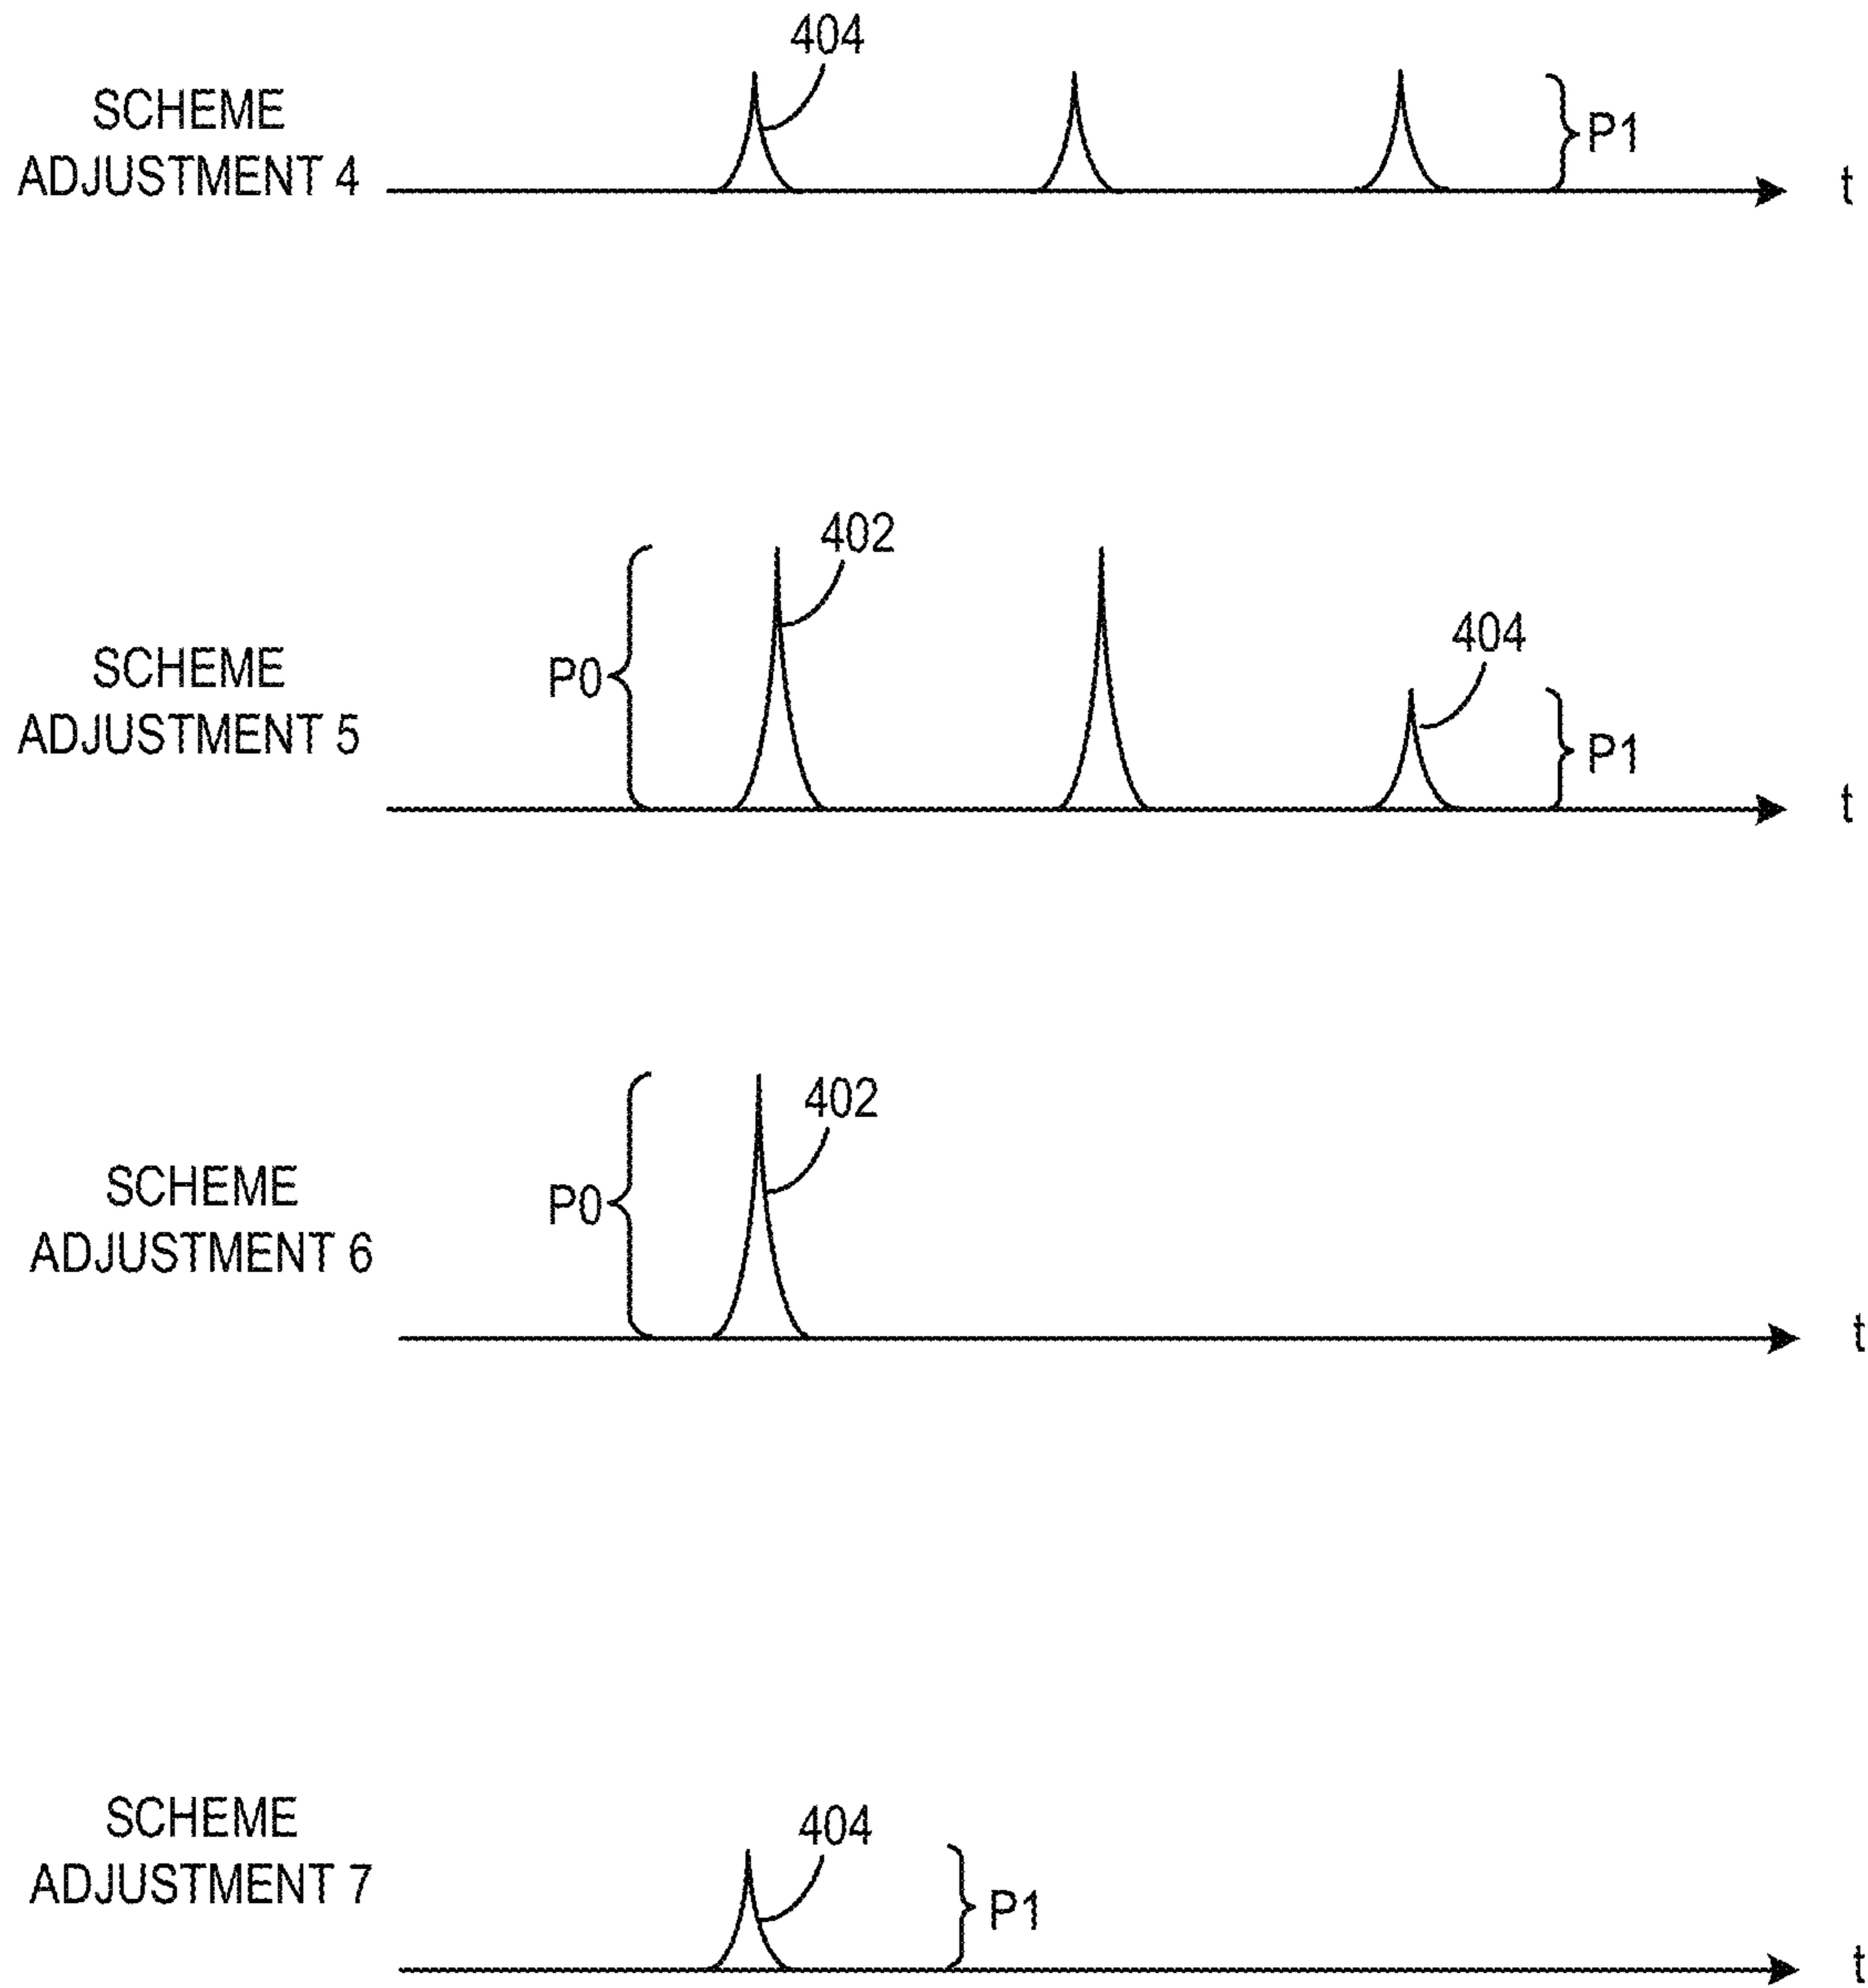 404
SCHEME
ADJUSTMENT 4
P1
t
402
404
SCHEME
ADJUSTMENT 5
P0
P1
t
402
SCHEME
ADJUSTMENT 6
P0
t
404
SCHEME
ADJUSTMENT 7
P1
t